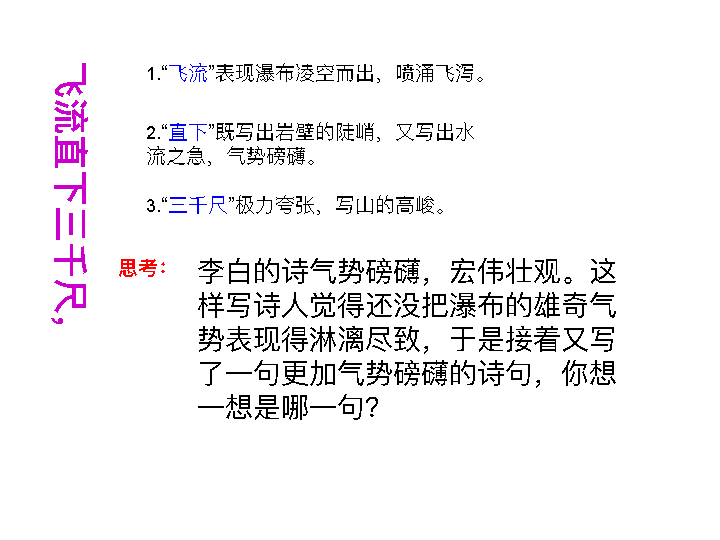 飞流直下三千尺，
1.“飞流”表现瀑布凌空而出，喷涌飞泻。
2.“直下”既写出岩壁的陡峭，又写出水
流之急，气势磅礴。
3.“三千尺”极力夸张，写山的高峻。
思考：
李白的诗气势磅礴，宏伟壮观。这
样写诗人觉得还没把瀑布的雄奇气
势表现得淋漓尽致，于是接着又写
了一句更加气势磅礴的诗句，你想
一想是哪一句？